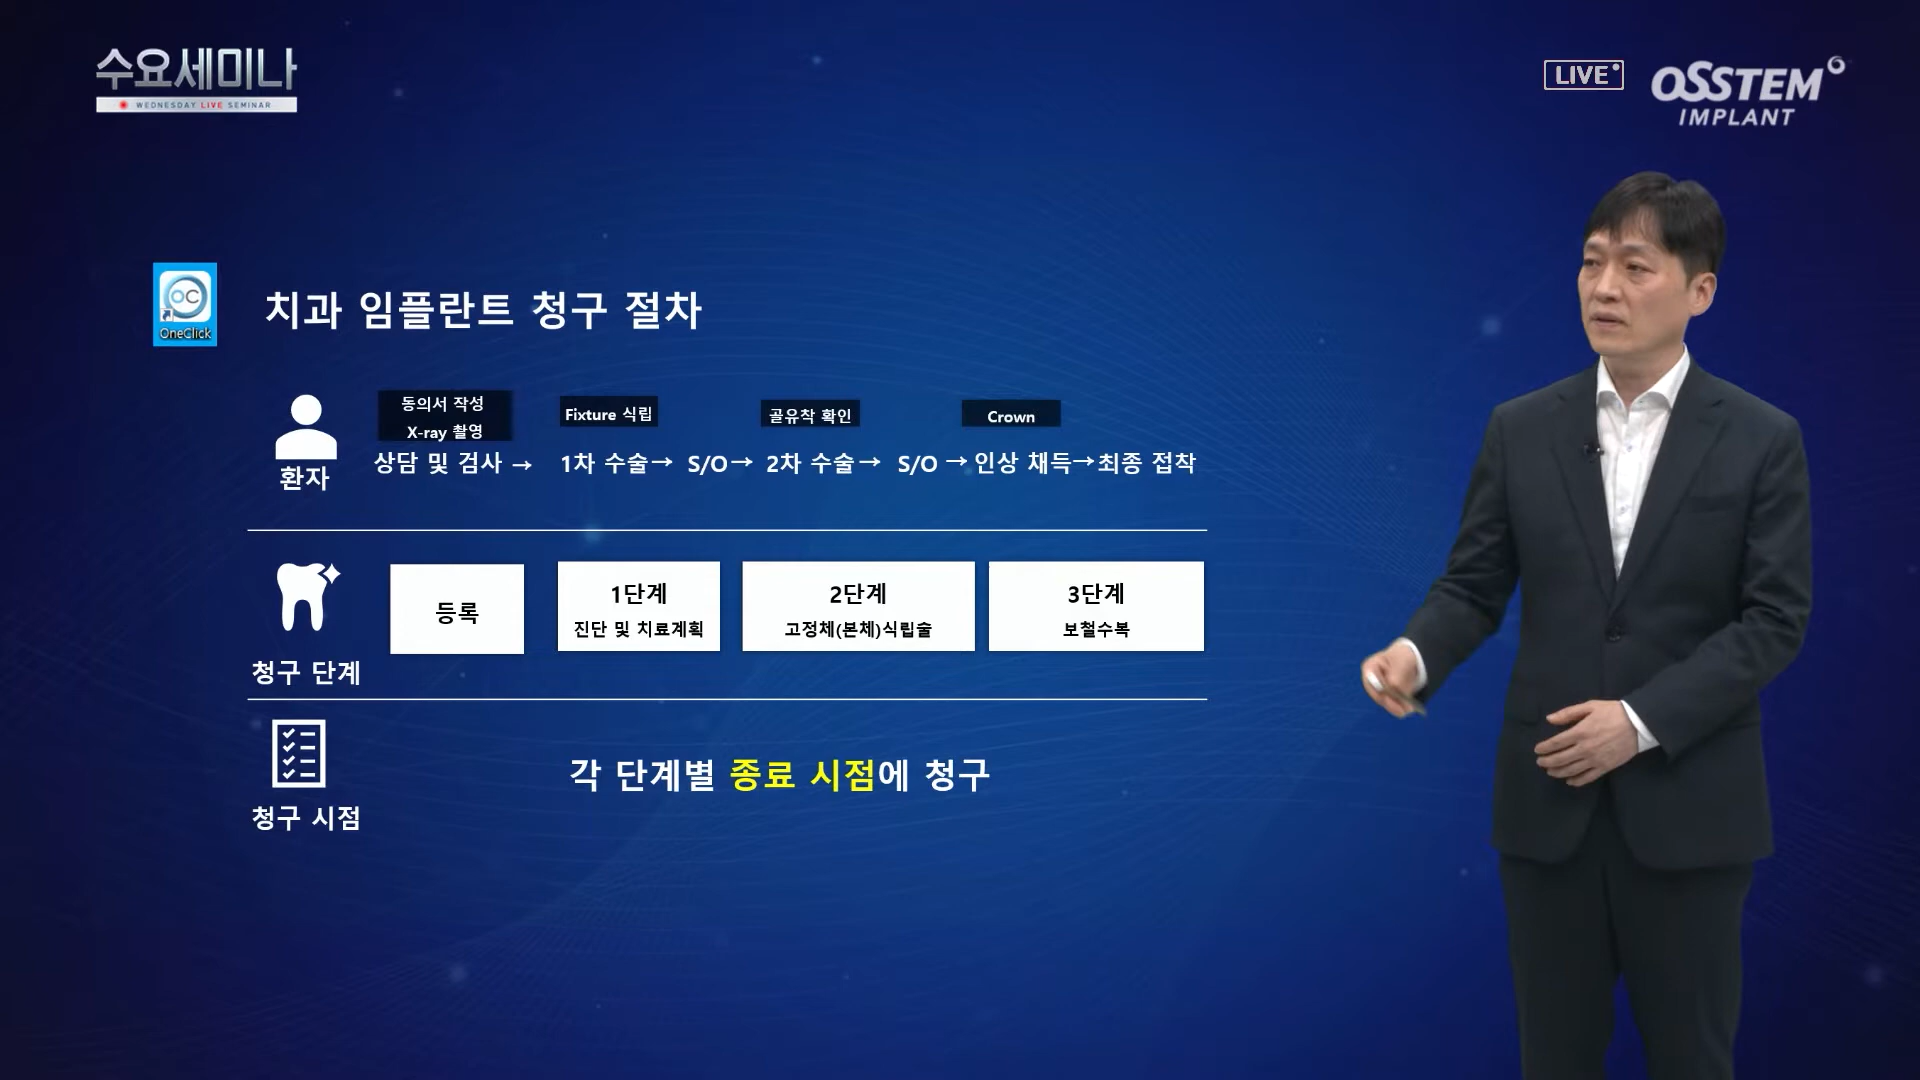 수요세미나
WEDNESDAY LIVE SEMINAR
LIVE
OSSTEM
IMPLANT
OC
OneClick
치과 임플란트 청구 절차
동의서 작성
X-ray 촬영
Fixture 식립
골유착 확인
Crown
상담 및 검사 → 1차 수술→ S/O→ 2차 수술→ S/O →인상 채득→최종 접착
환자
등록
1단계
진단 및 치료계획
2단계
고정체(본체)식립술
3단계
보철수복
청구 단계
각 단계별 종료 시점에 청구
청구 시점